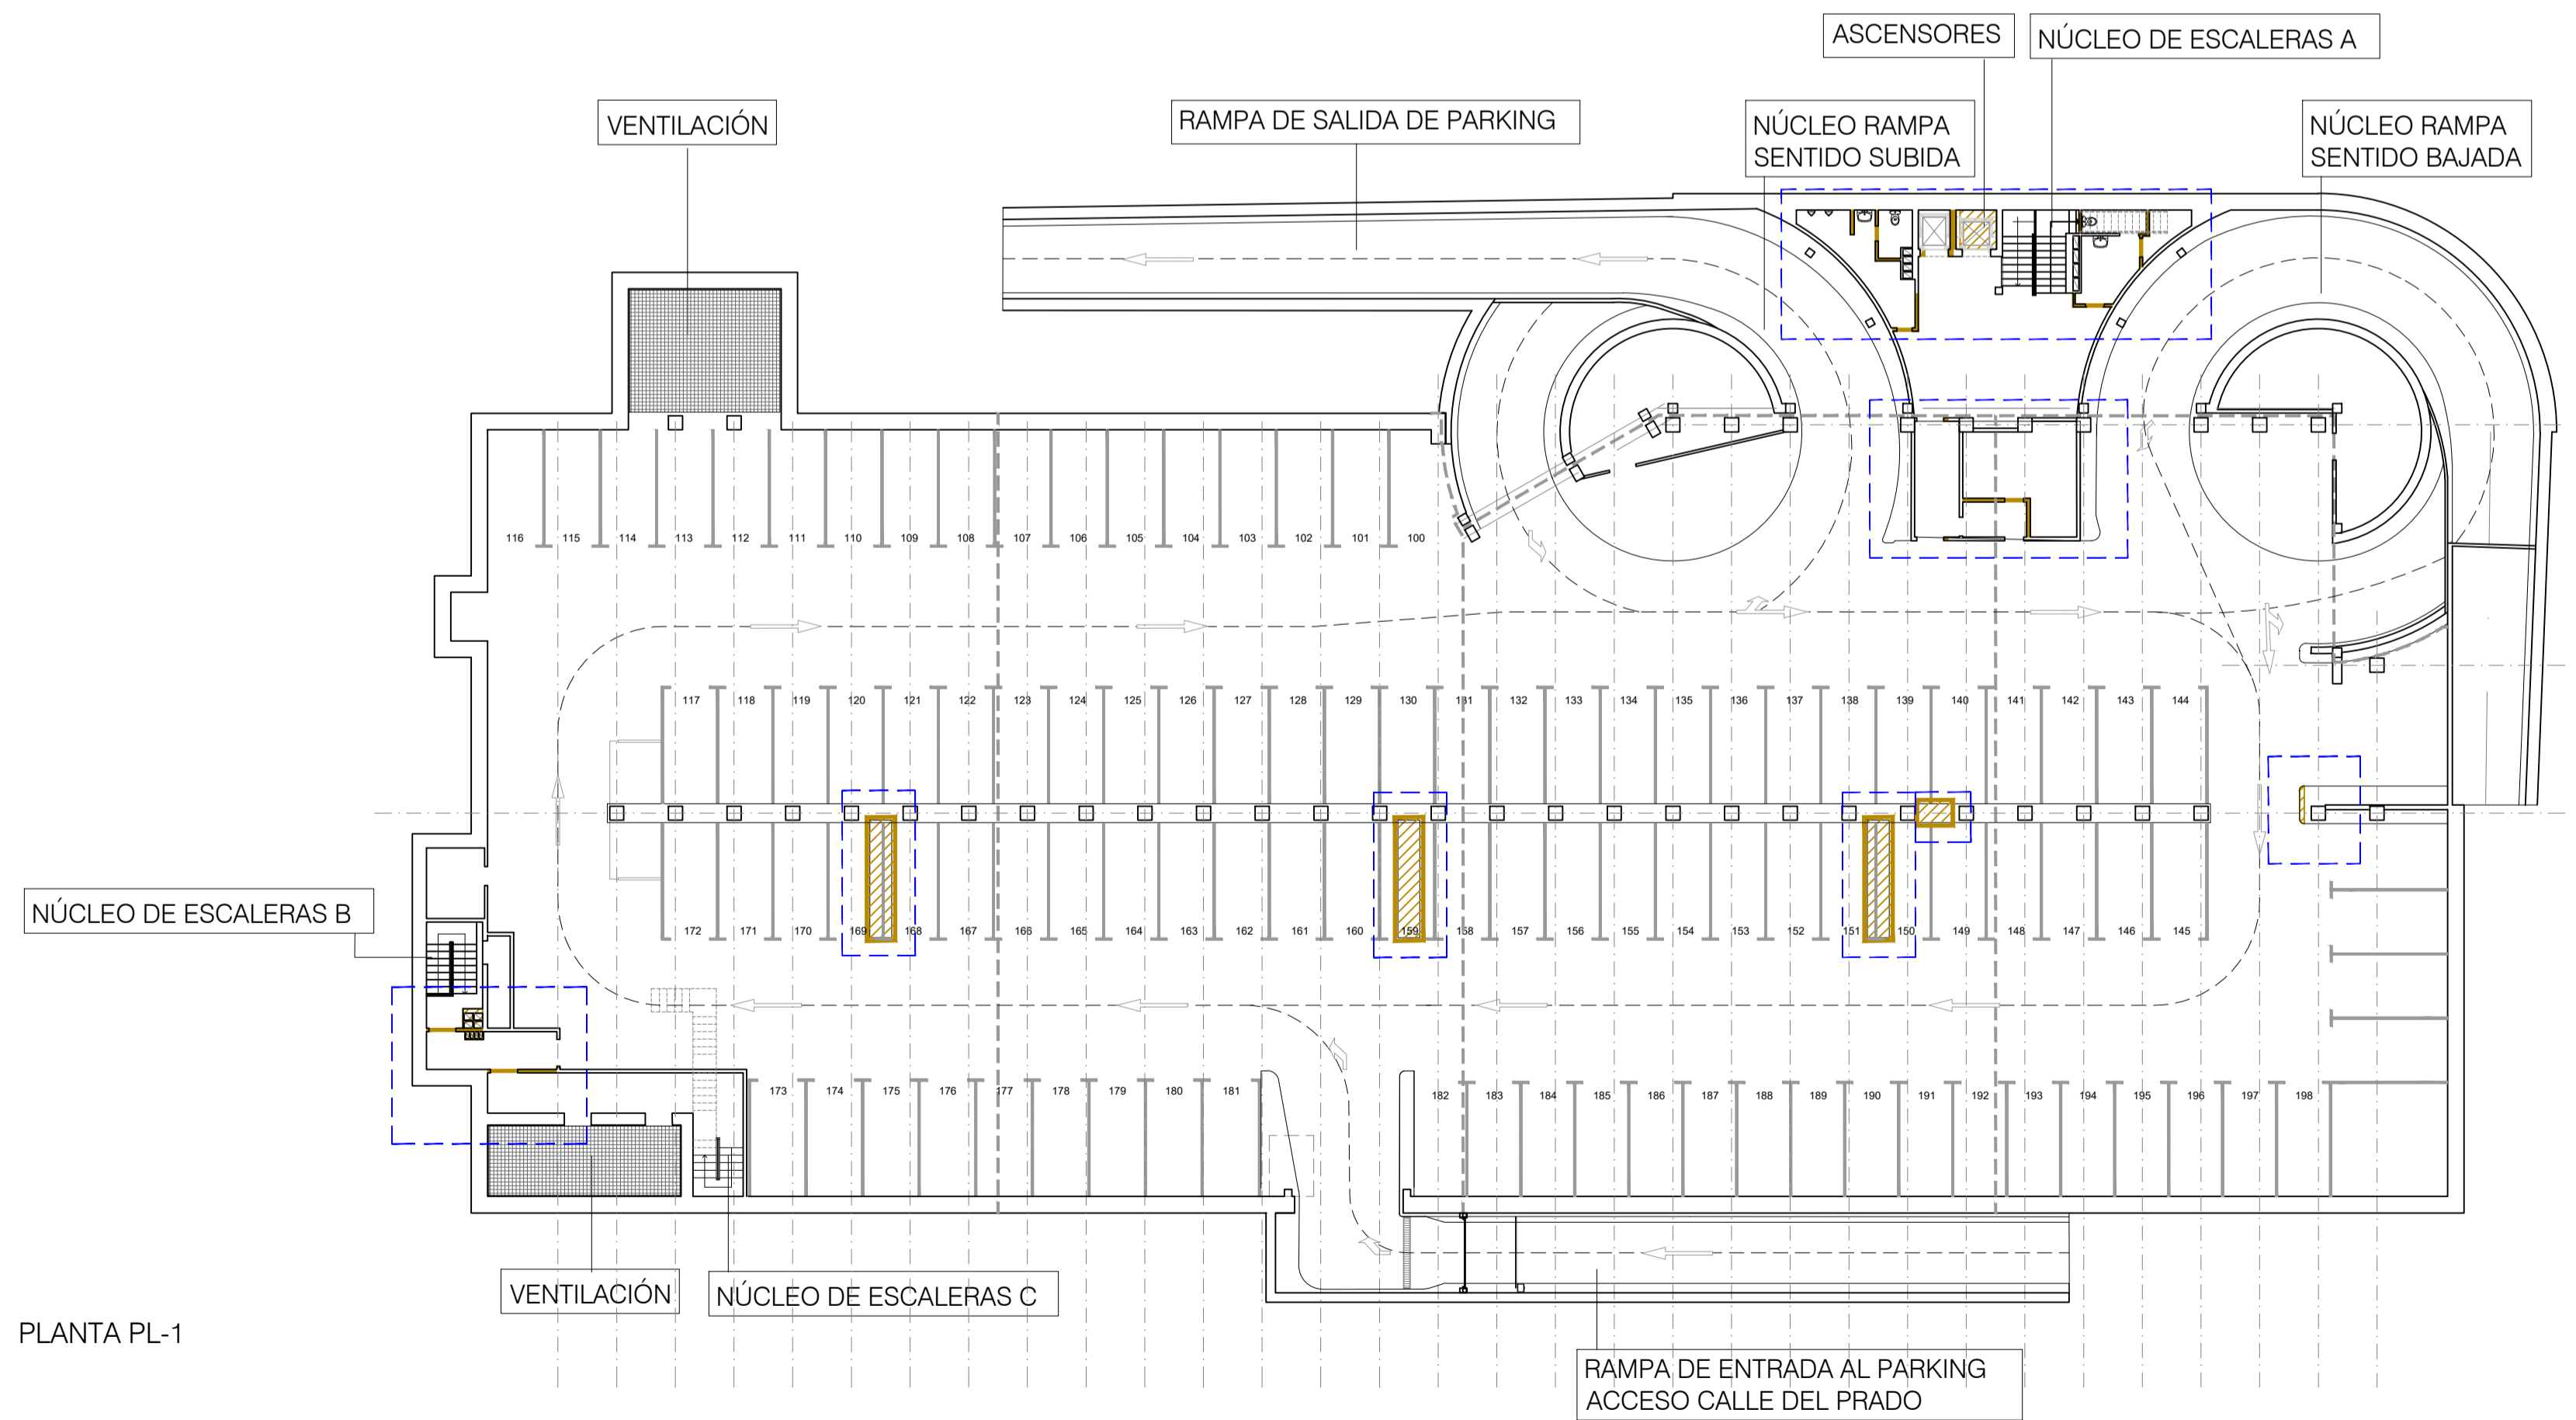 ASCENSORES
NÚCLEO DE ESCALERAS A
VENTILACIÓN
RAMPA DE SALIDA DE PARKING
NÚCLEO RAMPA
SENTIDO SUBIDA
NÚCLEO RAMPA
SENTIDO BAJADA
116 115 114 113 112 111 110 109 108 107 106 105 104 103 102 101 100
117 118 119 120 121 122 123 124 125 126 127 128 129 130 131 132 133 134 135 136 137 138 139 140 141 142 143 144
NÚCLEO DE ESCALERAS B
172 171 170 169 168 167 166 165 164 163 162 161 160 159 158 157 156 155 154 153 152 151 150 149 148 147 146 145
173 174 175 176 177 178 179 180 181 182 183 184 185 186 187 188 189 190 191 192 193 194 195 196 197 198
VENTILACIÓN
NÚCLEO DE ESCALERAS C
PLANTA PL-1
RAMPA DE ENTRADA AL PARKING
ACCESO CALLE DEL PRADO